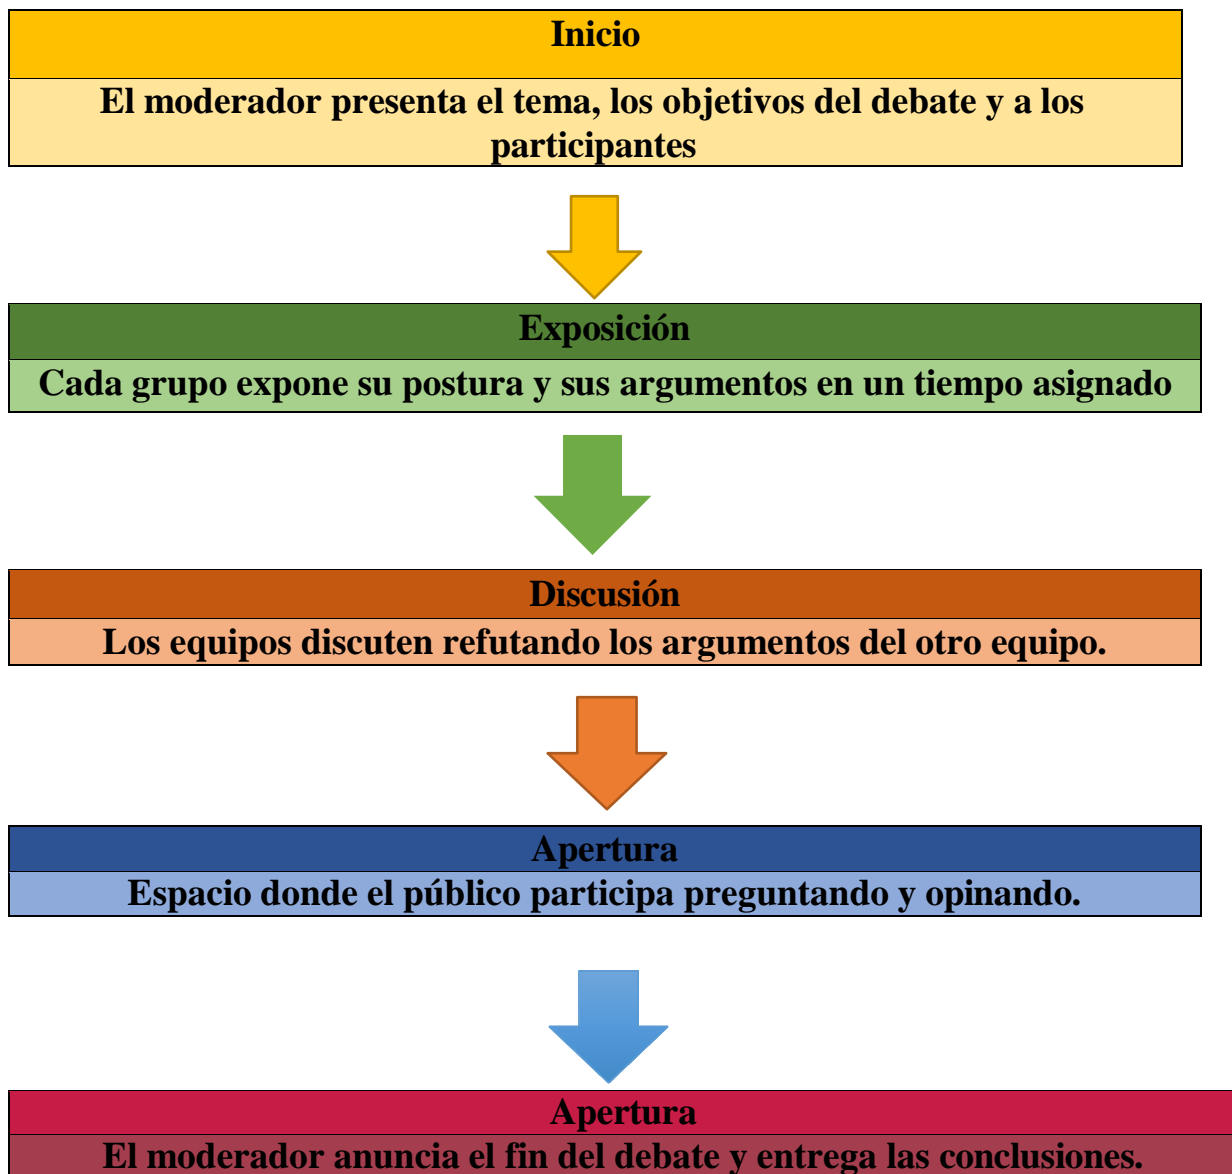 Inicio
El moderador presenta el tema, los objetivos del debate y a los
participantes
Exposición
Cada grupo expone su postura y sus argumentos en un tiempo asignado
Discusión
Los equipos discuten refutando los argumentos del otro equipo.
Apertura
Espacio donde el público participa preguntando y opinando.
Apertura
El moderador anuncia el fin del debate y entrega las conclusiones.